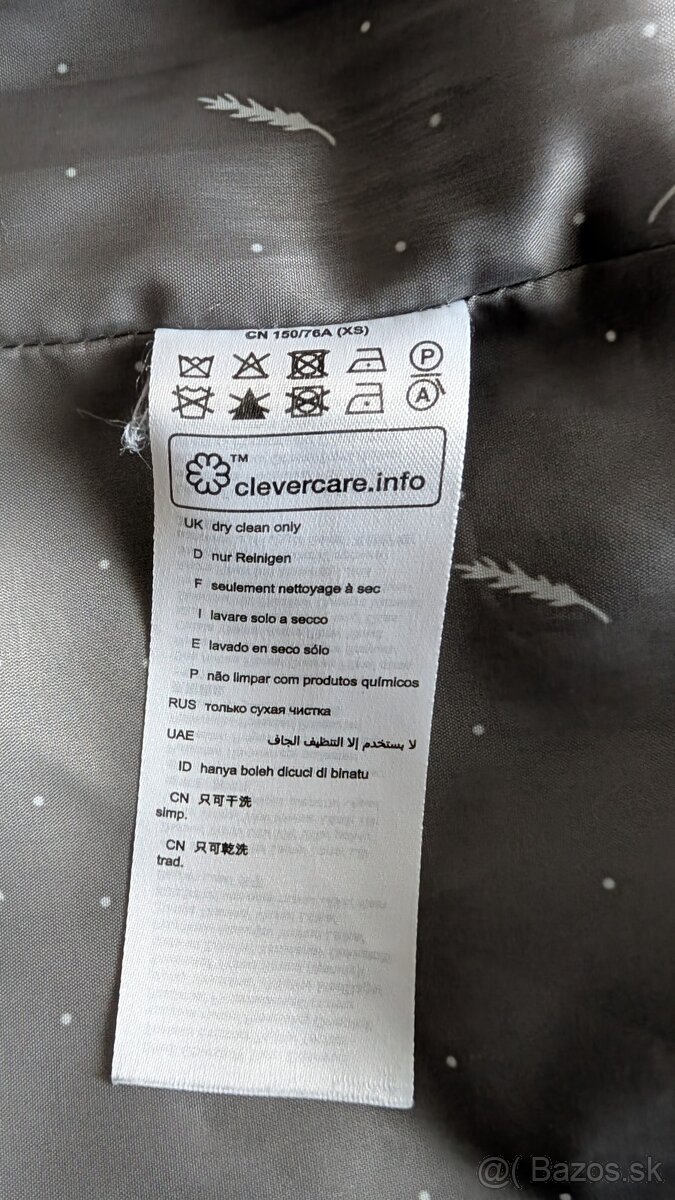 CN 150/76A (XS)
P
A
TM
clevercare.info
UK dry clean only
D nur Reinigen
F seulement nettoyage à sec
I lavare solo a secco
E lavado en seco sólo
P não limpar com produtos químicos
RUS только сухая чистка
UAE لا يستخدم إلا التنظيف الجاف
ID hanya boleh dicuci di binatu
CN 只可干洗
simp.
CN 只可乾洗
trad.
@( Bazos.sk